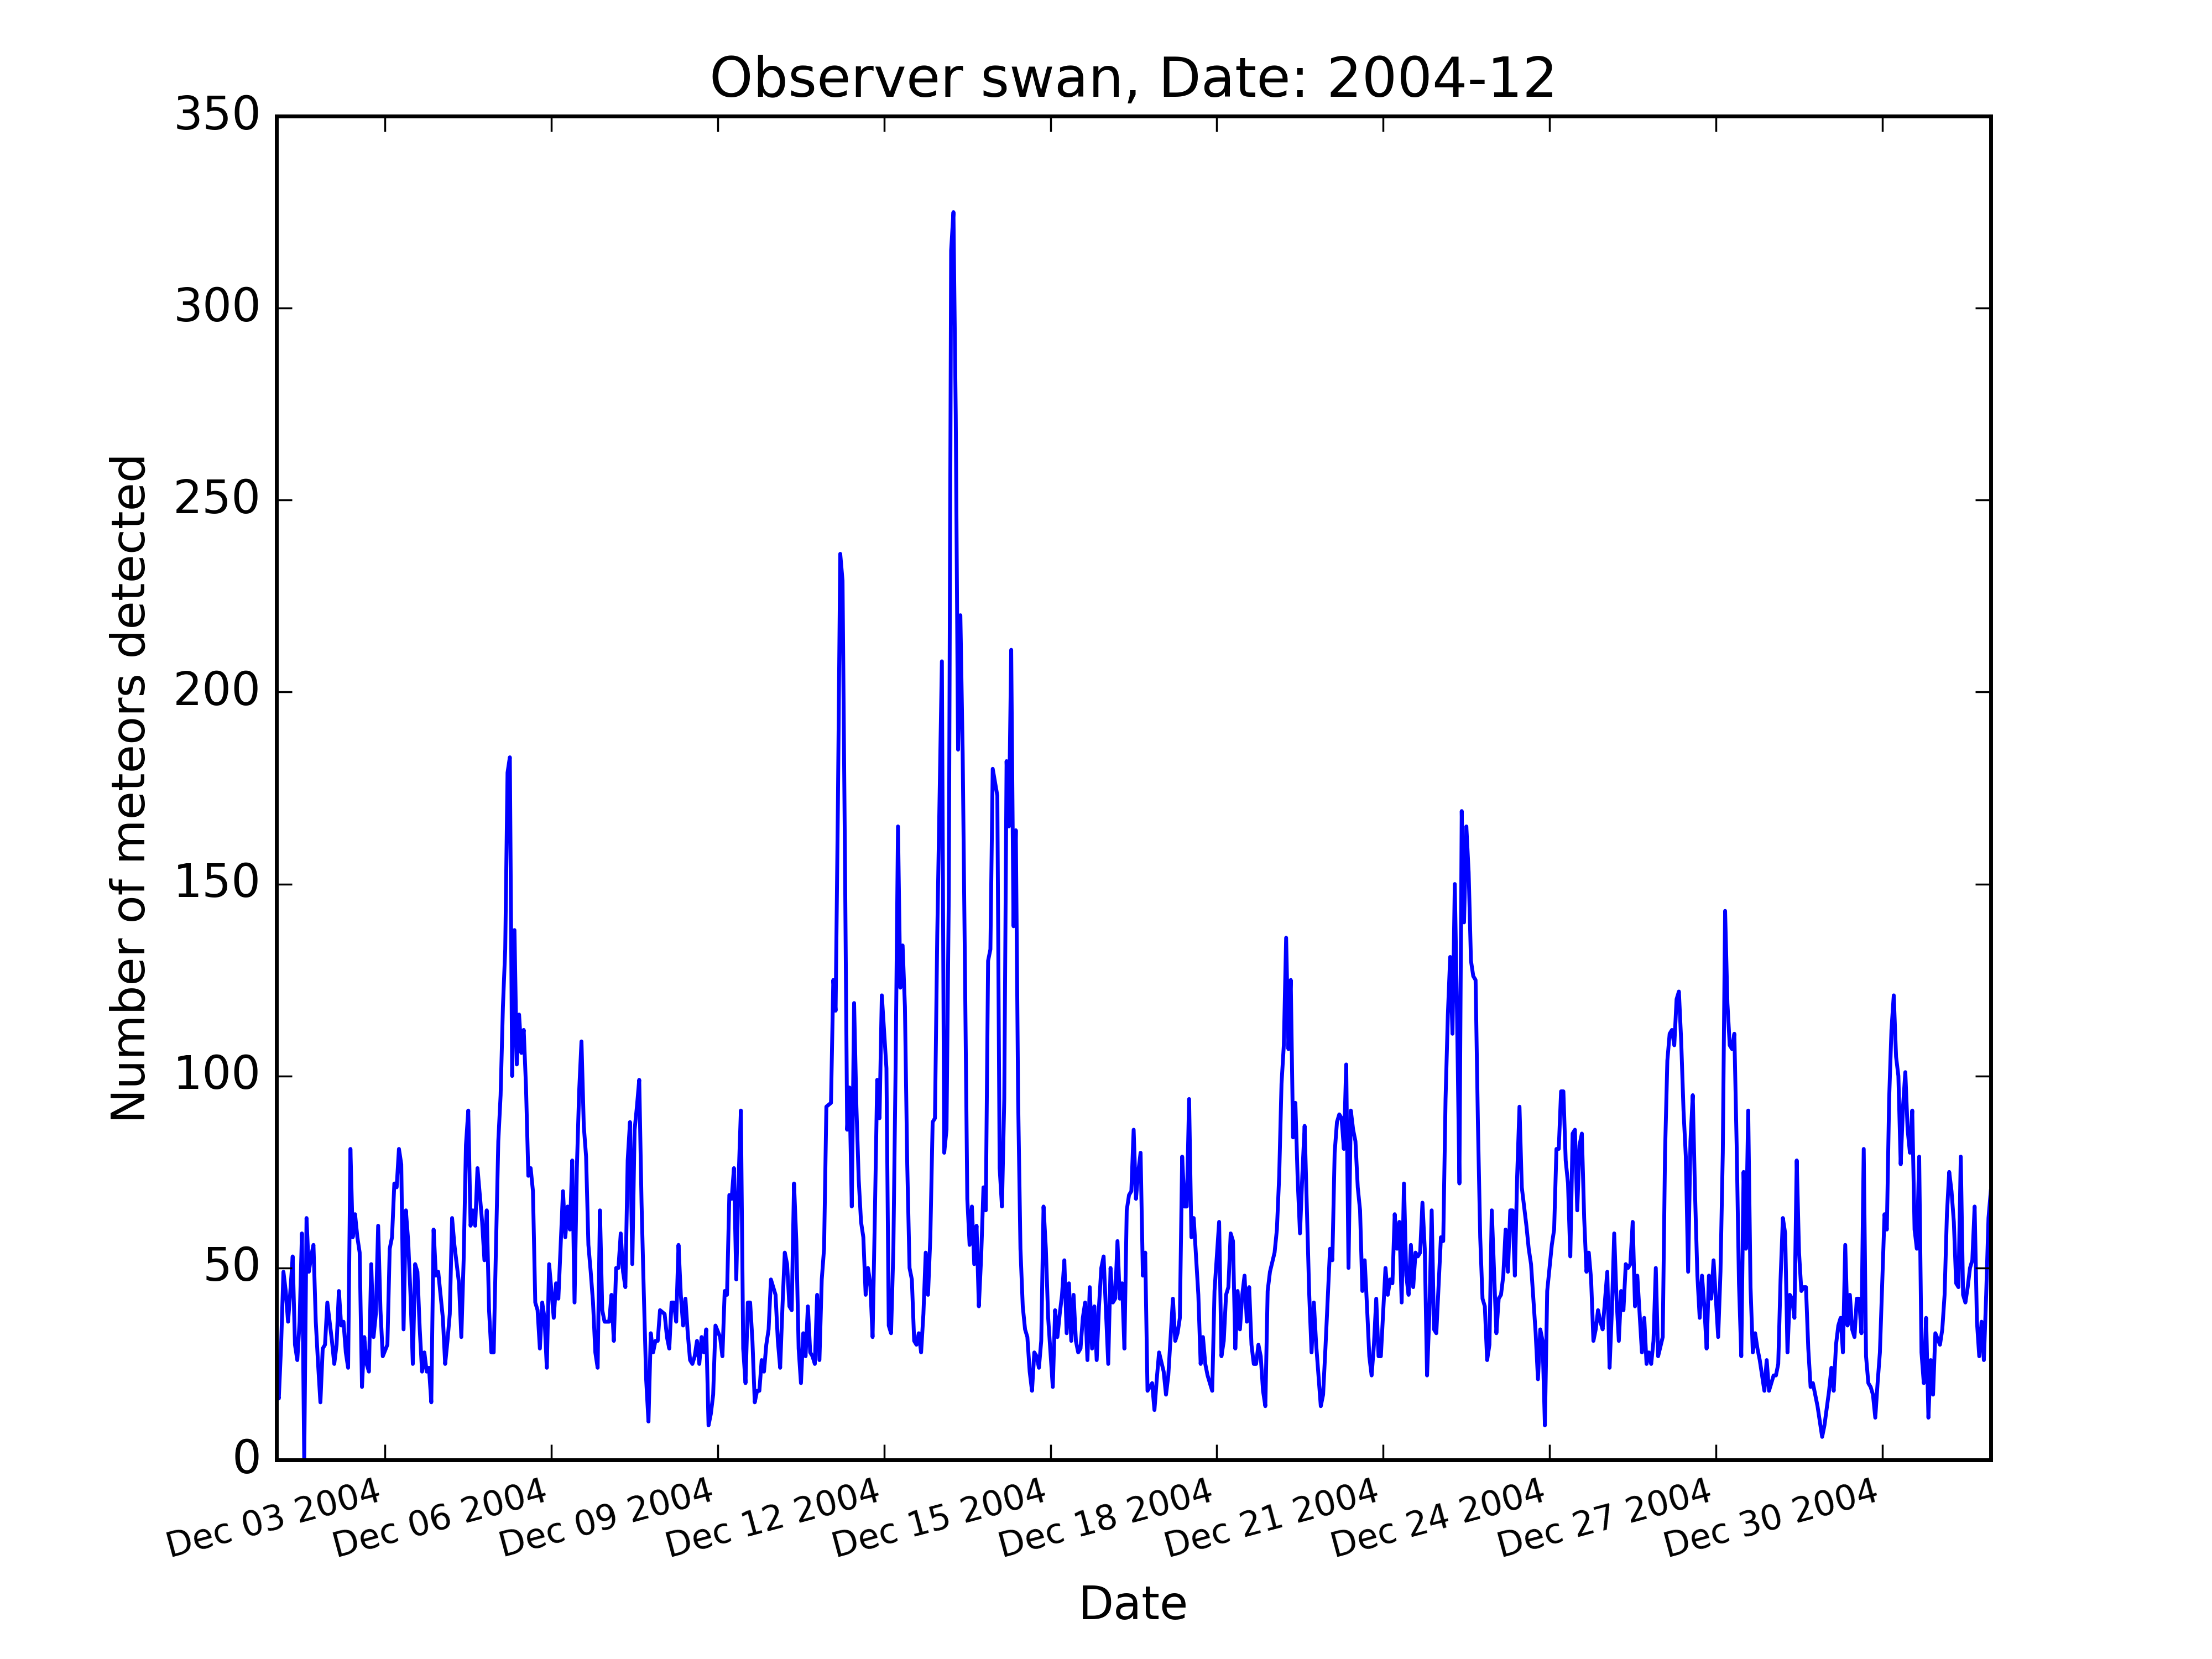 Observer swan, Date: 2004-12
350
300
250
200
150
100
50
0
Number of meteors detected
Dec 03 2004
Dec 06 2004
Dec 09 2004
Dec 12 2004
Dec 15 2004
Dec 18 2004
Dec 21 2004
Dec 24 2004
Dec 27 2004
Dec 30 2004
Date